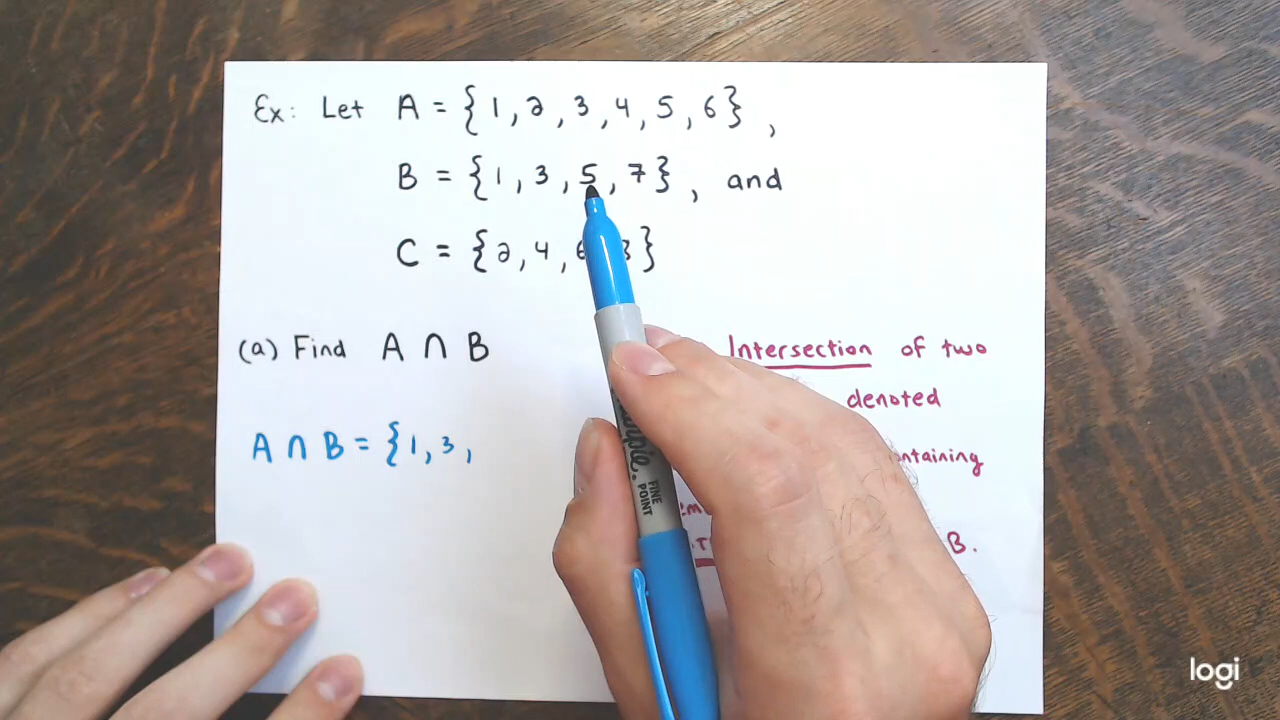 Ex: Let A = {1, 2, 3, 4, 5, 6},
B = {1, 3, 5, 7}, and
C = {2, 4,
}
(a) Find A ∩ B
A ∩ B = {1, 3,
Intersection of two
denoted
B.
FINE
POINT
logi